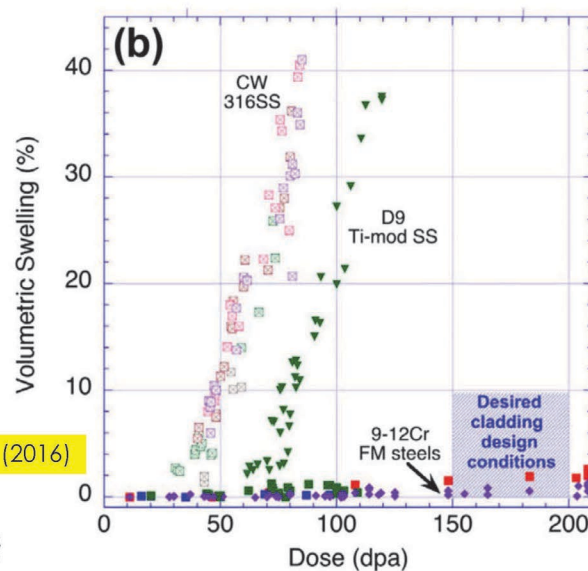 (b)
CW
316SS
D9
Ti-mod SS
Desired
cladding
design
conditions
9-12Cr
FM steels
Volumetric Swelling (%)
40
30
20
10
0
0
50
100
150
200
Dose (dpa)
(2016)